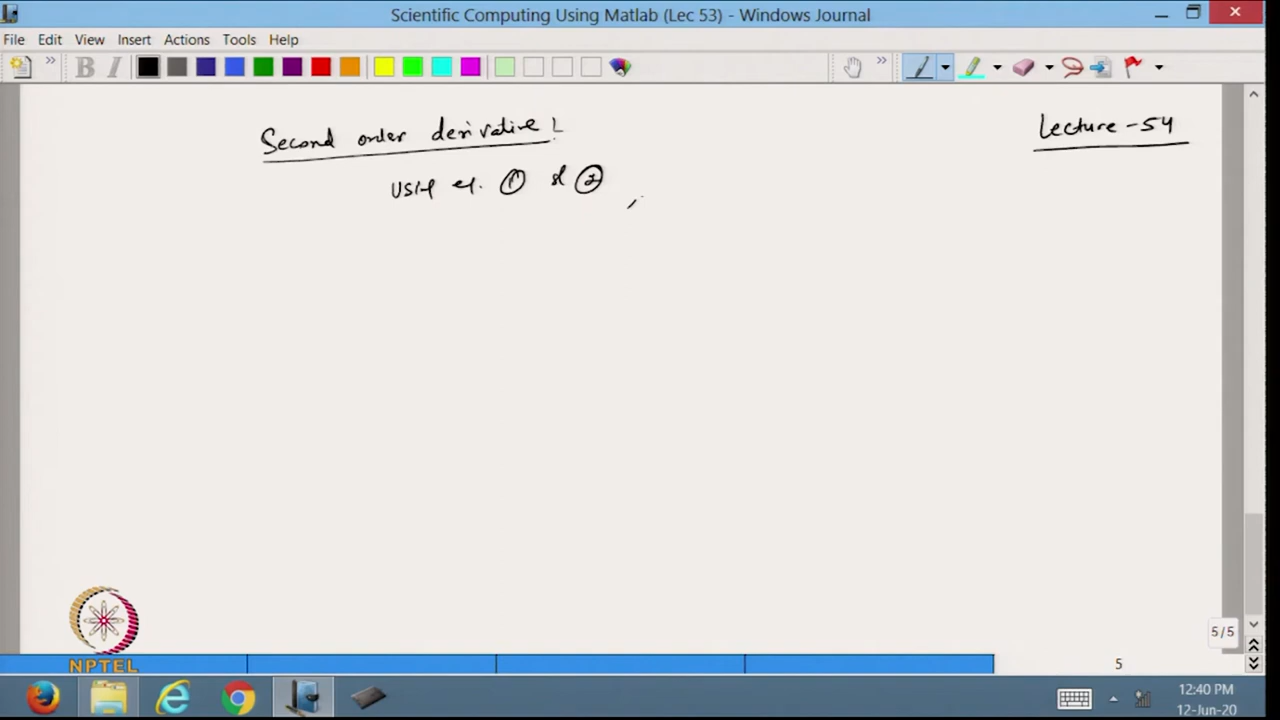 Scientific Computing Using Matlab (Lec 53) - Windows Journal
File Edit View Insert Actions Tools Help
B I
Second order derivative :-
Lecture - 54
Using eq. ① & ②,
5 / 5
NPTEL
5
12:40 PM
12-Jun-20